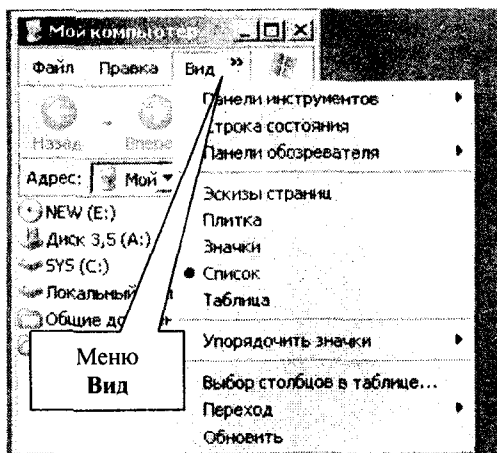 Мой компьютер
Файл Правка Вид »
Назад Впере
Адрес: Мой
NEW (E:)
Диск 3,5 (A:)
SYS (C:)
Локальный
Общие до
Панели инструментов
Строка состояния
Панели обозревателя
Эскизы страниц
Плитка
Значки
Список
Таблица
Упорядочить значки
Выбор столбцов в таблице...
Переход
Обновить
Меню
Вид